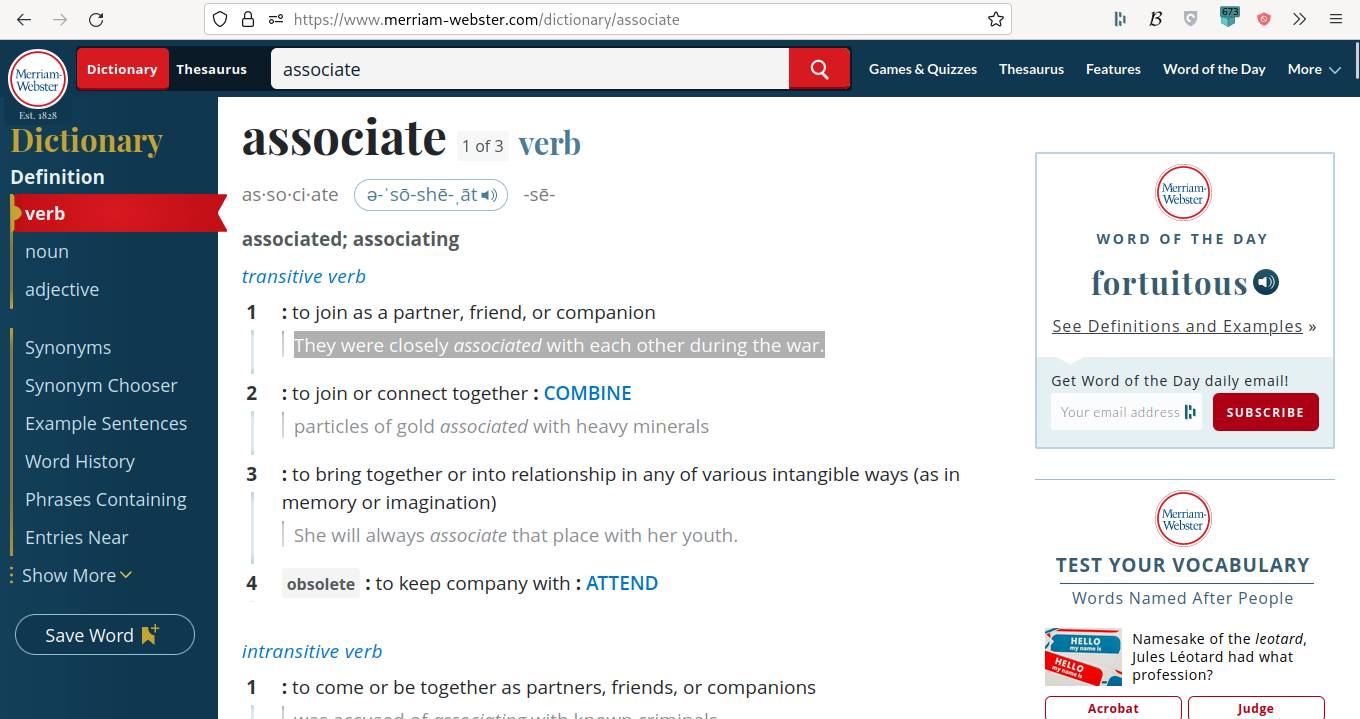 https://www.merriam-webster.com/dictionary/associate
673
Merriam-
Webster
Est. 1828
Dictionary
Thesaurus
associate
Games & Quizzes
Thesaurus
Features
Word of the Day
More
Dictionary
Definition
verb
noun
adjective
Synonyms
Synonym Chooser
Example Sentences
Word History
Phrases Containing
Entries Near
Show More
Save Word
associate 1 of 3 verb
as·so·ci·ate ə-ˈsō-shē-ˌāt -sē-
associated; associating
transitive verb
1 : to join as a partner, friend, or companion
They were closely associated with each other during the war.
2 : to join or connect together : COMBINE
particles of gold associated with heavy minerals
3 : to bring together or into relationship in any of various intangible ways (as in
memory or imagination)
She will always associate that place with her youth.
4 obsolete : to keep company with : ATTEND
intransitive verb
1 : to come or be together as partners, friends, or companions
was accused of associating with known criminals
Merriam-
Webster
WORD OF THE DAY
fortuitous
See Definitions and Examples »
Get Word of the Day daily email!
Your email address
SUBSCRIBE
Merriam-
Webster
TEST YOUR VOCABULARY
Words Named After People
HELLO
my name is
HELLO
my name is
Namesake of the leotard,
Jules Léotard had what
profession?
Acrobat
Judge